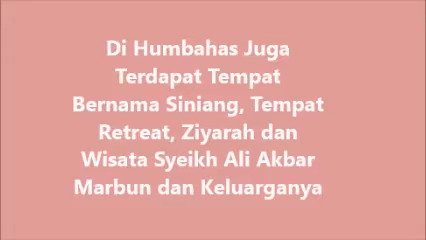 Di Humbahas Juga
Terdapat Tempat
Bernama Siniang, Tempat
Retreat, Ziyarah dan
Wisata Syeikh Ali Akbar
Marbun dan Keluarganya